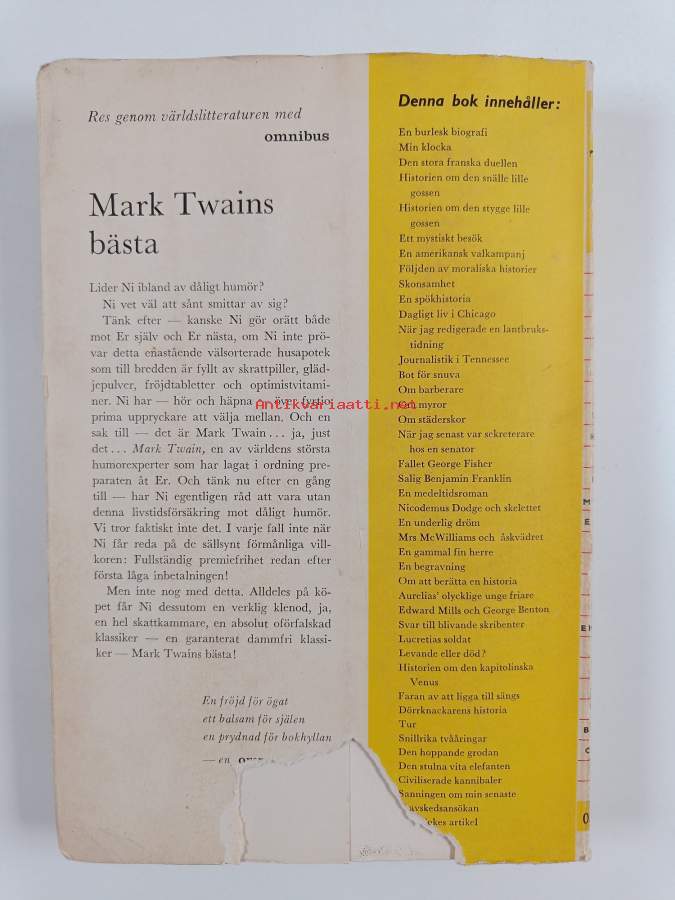 Res genom världslitteraturen med
omnibus
Mark Twains
bästa
Lider Ni ibland av dåligt humör?
Ni vet väl att sånt smittar av sig?
Tänk efter — kanske Ni gör orätt både
mot Er själv och Er nästa, om Ni inte prö-
var detta enastående välsorterade husapotek
som till bredden är fyllt av skrattpiller, gläd-
jepulver, fröjdtabletter och optimistvitami-
ner. Ni har — hör och häpna — över fyrtio
prima uppryckare att välja mellan. Och en
sak till — det är Mark Twain... ja, just
det... Mark Twain, en av världens största
humorexperter som har lagat i ordning pre-
paraten åt Er. Och tänk nu efter en gång
till — har Ni egentligen råd att vara utan
denna livstidsförsäkring mot dåligt humör.
Vi tror faktiskt inte det. I varje fall inte när
Ni får reda på de sällsynt förmånliga vill-
koren: Fullständig premiefrihet redan efter
första låga inbetalningen!
Men inte nog med detta. Alldeles på kö-
pet får Ni dessutom en verklig klenod, ja,
en hel skattkammare, en absolut oförfalskad
klassiker — en garanterat dammfri klassi-
ker — Mark Twains bästa!
En fröjd för ögat
ett balsam för själen
en prydnad för bokhyllan
— en
Denna bok innehåller:
En burlesk biografi
Min klocka
Den stora franska duellen
Historien om den snälle lille
gossen
Historien om den stygge lille
gossen
Ett mystiskt besök
En amerikansk valkampanj
Följden av moraliska historier
Skonsamhet
En spökhistoria
Dagligt liv i Chicago
När jag redigerade en lantbruks-
tidning
Journalistik i Tennessee
Bot för snuva
Om barberare
Om myror
Om städerskor
När jag senast var sekreterare
hos en senator
Fallet George Fisher
Salig Benjamin Franklin
En medeltidsroman
Nicodemus Dodge och skelettet
En underlig dröm
Mrs McWilliams och åskvädret
En gammal fin herre
En begravning
Om att berätta en historia
Aurelias' olycklige unge friare
Edward Mills och George Benton
Svar till blivande skribenter
Lucretias soldat
Levande eller död?
Historien om den kapitolinska
Venus
Faran av att ligga till sängs
Dörrknackarens historia
Tur
Snillrika tvååringar
Den hoppande grodan
Den stulna vita elefanten
Civiliserade kannibaler
Sanningen om min senaste
avskedsansökan
artikel
Antikvariaatti.net